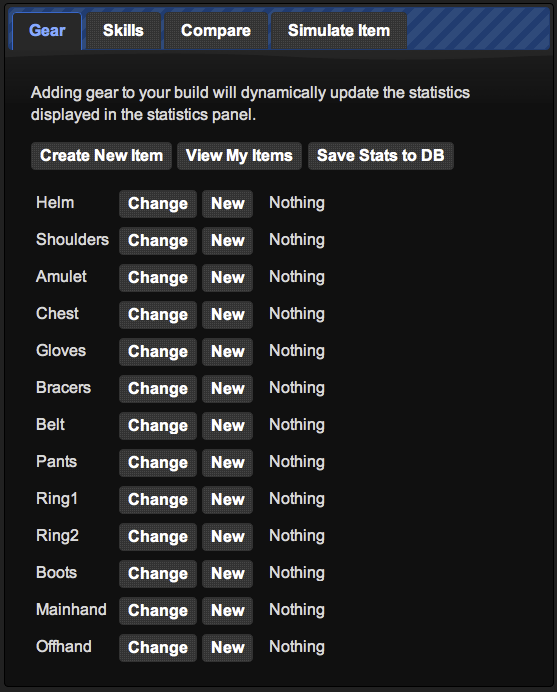 Gear Skills Compare Simulate Item
Adding gear to your build will dynamically update the statistics
displayed in the statistics panel.
Create New Item View My Items Save Stats to DB
Helm Change New Nothing
Shoulders Change New Nothing
Amulet Change New Nothing
Chest Change New Nothing
Gloves Change New Nothing
Bracers Change New Nothing
Belt Change New Nothing
Pants Change New Nothing
Ring1 Change New Nothing
Ring2 Change New Nothing
Boots Change New Nothing
Mainhand Change New Nothing
Offhand Change New Nothing